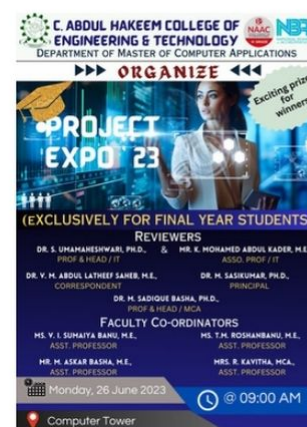 C. ABDUL HAKEEM COLLEGE OF
ENGINEERING & TECHNOLOGY
NAAC
DEPARTMENT OF MASTER OF COMPUTER APPLICATIONS
ORGANIZE
Exciting prize
for
winner
PROJECT
EXPO '23
(EXCLUSIVELY FOR FINAL YEAR STUDENTS
REVIEWERS
DR. S. UMAMAHESHWARI, PH.D., & MR. K. MOHAMED ABDUL KADER, M.E
PROF & HEAD / IT ASSO. PROF / IT
DR. V. M. ABDUL LATHEEF SAHEB, M.E., DR. M. SASIKUMAR, PH.D.,
CORRESPONDENT PRINCIPAL
DR. M. SADIQUE BASHA, PH.D.,
PROF & HEAD / MCA
FACULTY CO-ORDINATORS
MS. V. I. SUMAIYA BANU, M.E., MS. T.M. ROSHANBANU, M.E.,
ASST. PROFESSOR ASST. PROFESSOR
MR. M. ASKAR BASHA, M.E., MRS. R. KAVITHA, MCA.,
ASST. PROFESSOR ASST. PROFESSOR
Monday, 26 June 2023 @ 09:00 AM
Computer Tower